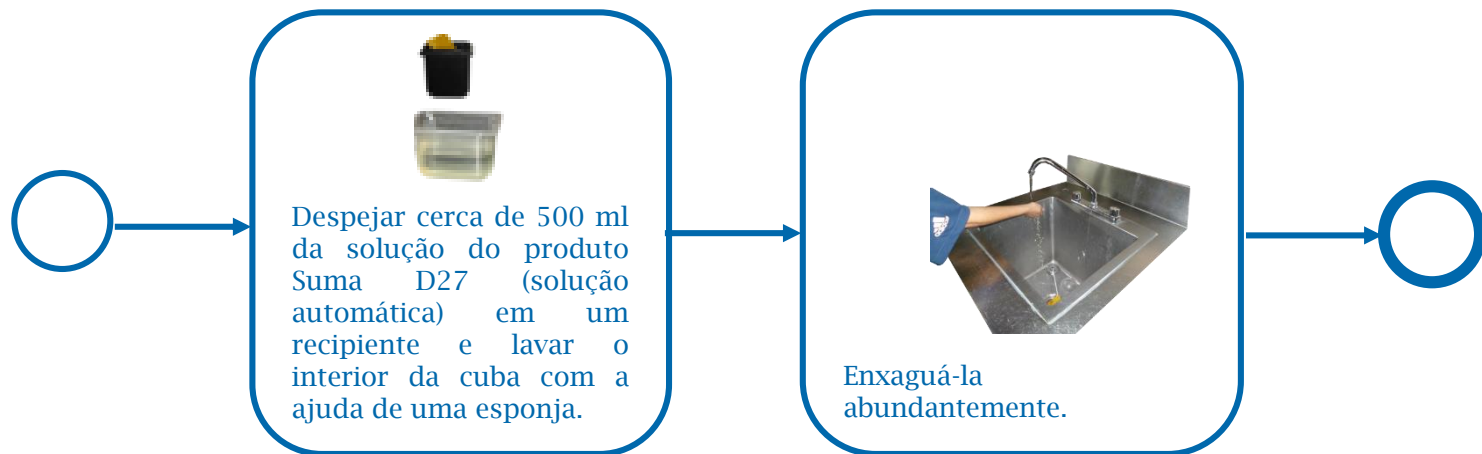 Despejar cerca de 500 ml
da solução do produto
Suma D27 (solução
automática) em um
recipiente e lavar o
interior da cuba com a
ajuda de uma esponja.
Enxaguá-la
abundantemente.